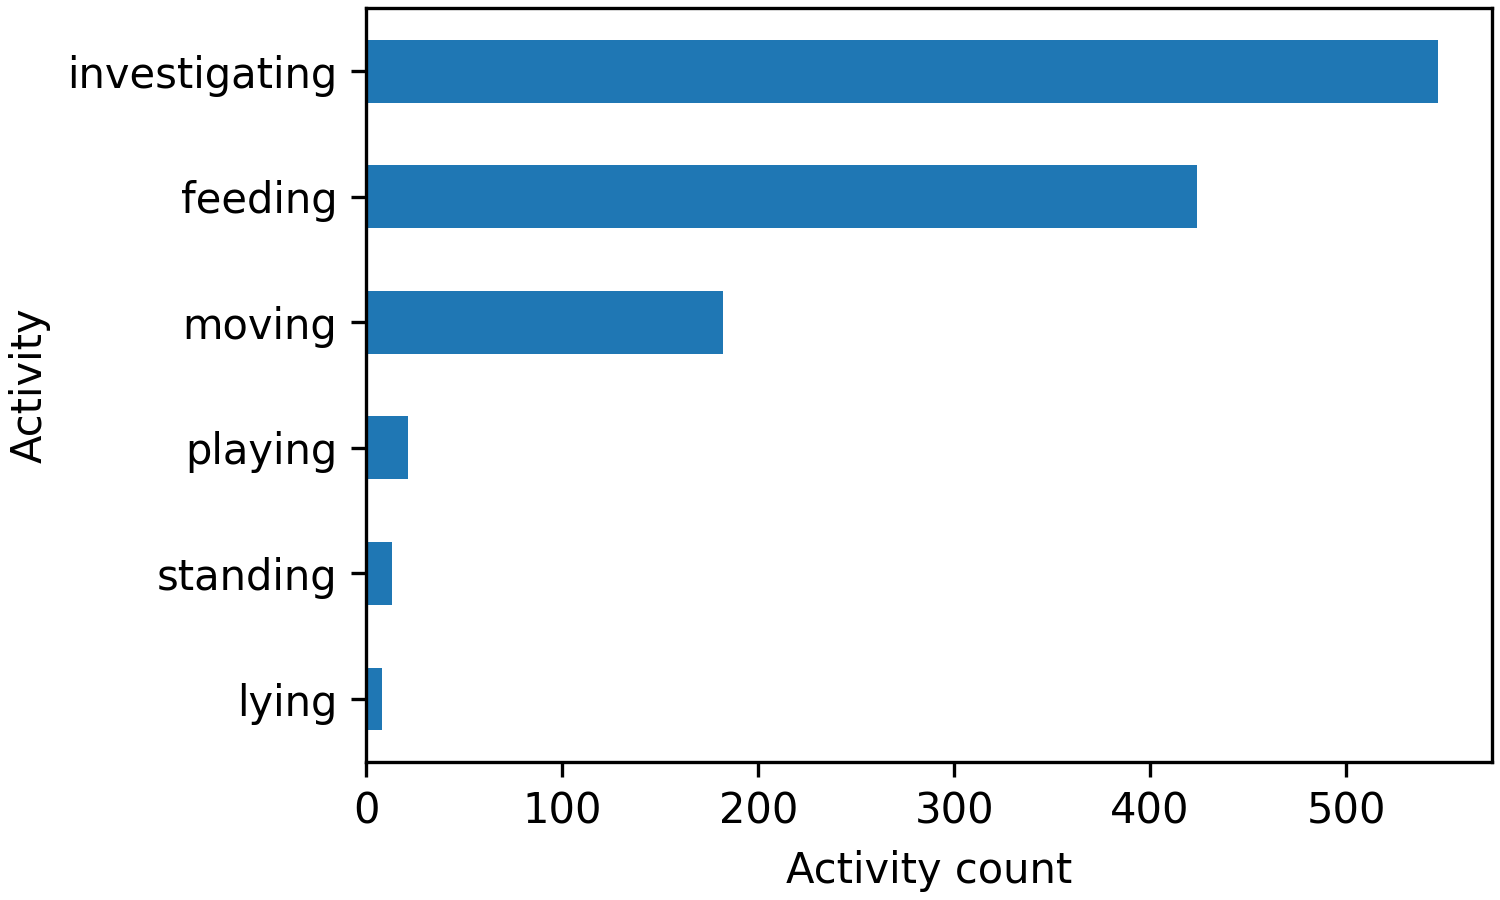 investigating
feeding
moving
playing
standing
lying
Activity
0 100 200 300 400 500
Activity count